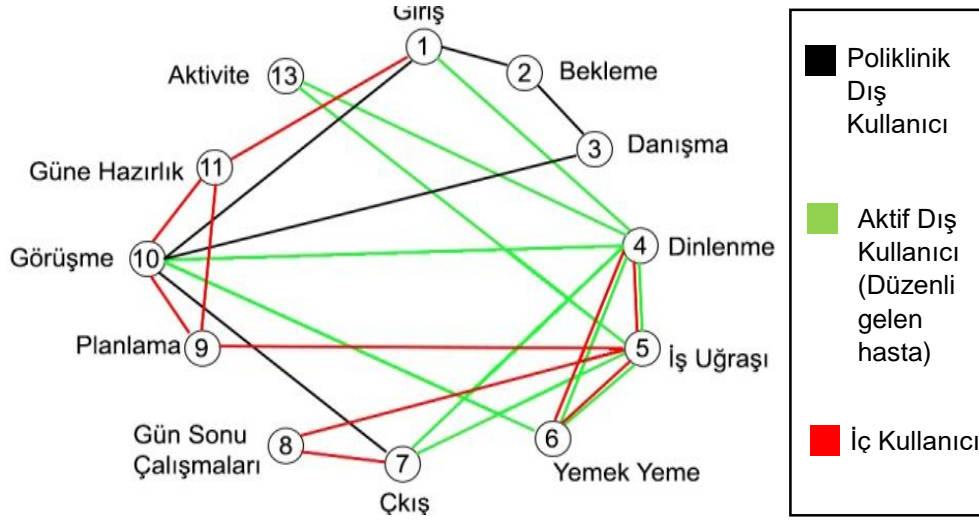 Giriş
1
2
Bekleme
Aktivite
13
3
Danışma
Güne Hazırlık
11
Görüşme
10
4
Dinlenme
Planlama
9
5
İş Uğraşı
Gün Sonu
Çalışmaları
8
7
Çkış
6
Yemek Yeme
Poliklinik
Dış
Kullanıcı
Aktif Dış
Kullanıcı
(Düzenli
gelen
hasta)
İç Kullanıcı